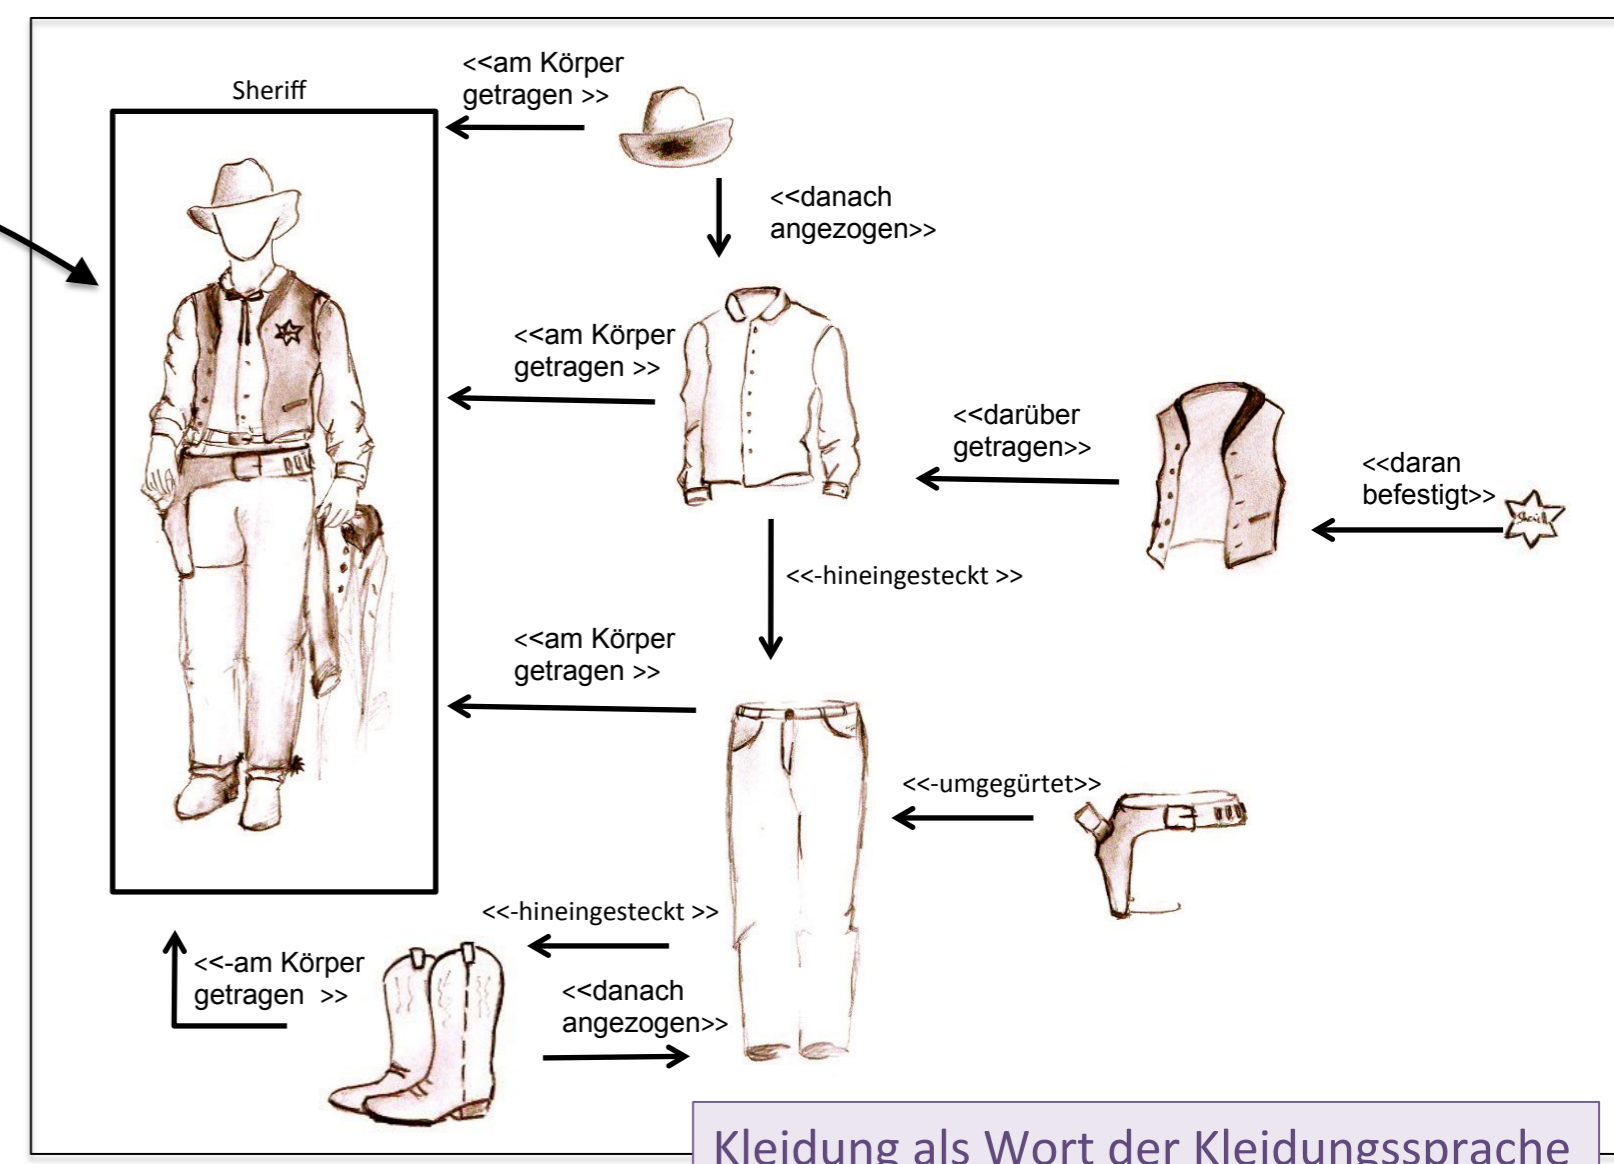 Sheriff
<<am Körper
getragen >>
<<danach
angezogen>>
<<am Körper
getragen >>
<<darüber
getragen>>
<<daran
befestigt>>
Sheriff
<<-hineingesteckt >>
<<am Körper
getragen >>
<<-umgegürtet>>
<<-hineingesteckt >>
<<-am Körper
getragen >>
<<danach
angezogen>>
Kleidung als Wort der Kleidungssprache